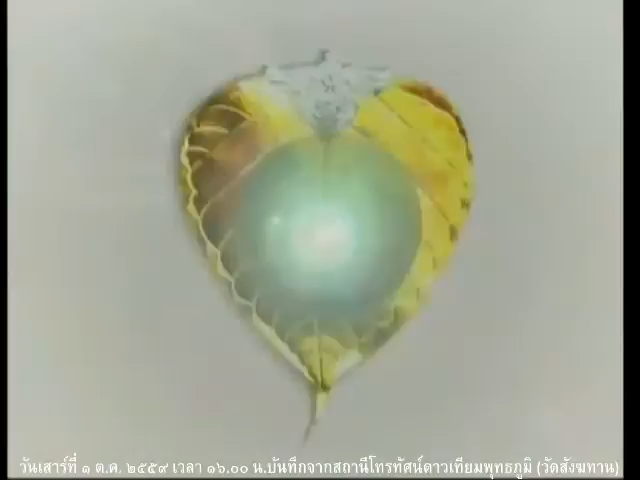 วันเสาร์ที่ ๑ ต.ค. ๒๕๕๙ เวลา ๑๖.๐๐ น.บันทึกจากสถานีโทรทัศน์ดาวเทียมพุทธภูมิ (วัดสังฆทาน)